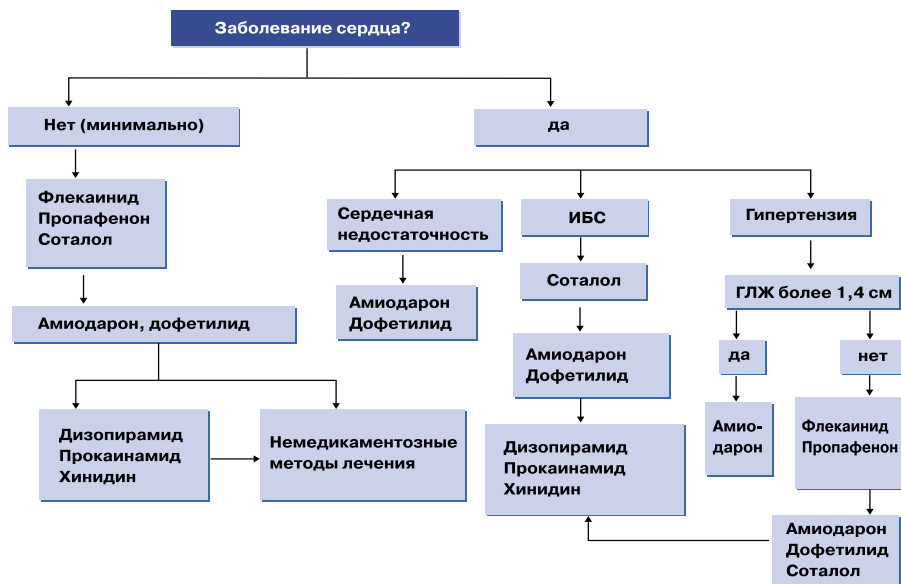 Заболевание сердца?
Нет (минимально)
да
Флекаинид
Пропафенон
Соталол
Сердечная
недостаточность
ИБС
Гипертензия
Соталол
ГЛЖ более 1,4 см
Амиодарон
Дофетилид
Амиодарон, дофетилид
Амиодарон
Дофетилид
да
нет
Дизопирамид
Прокаинамид
Хинидин
Немедикаментозные
методы лечения
Дизопирамид
Прокаинамид
Хинидин
Амио-
дарон
Флекаинид
Пропафенон
Амиодарон
Дофетилид
Соталол